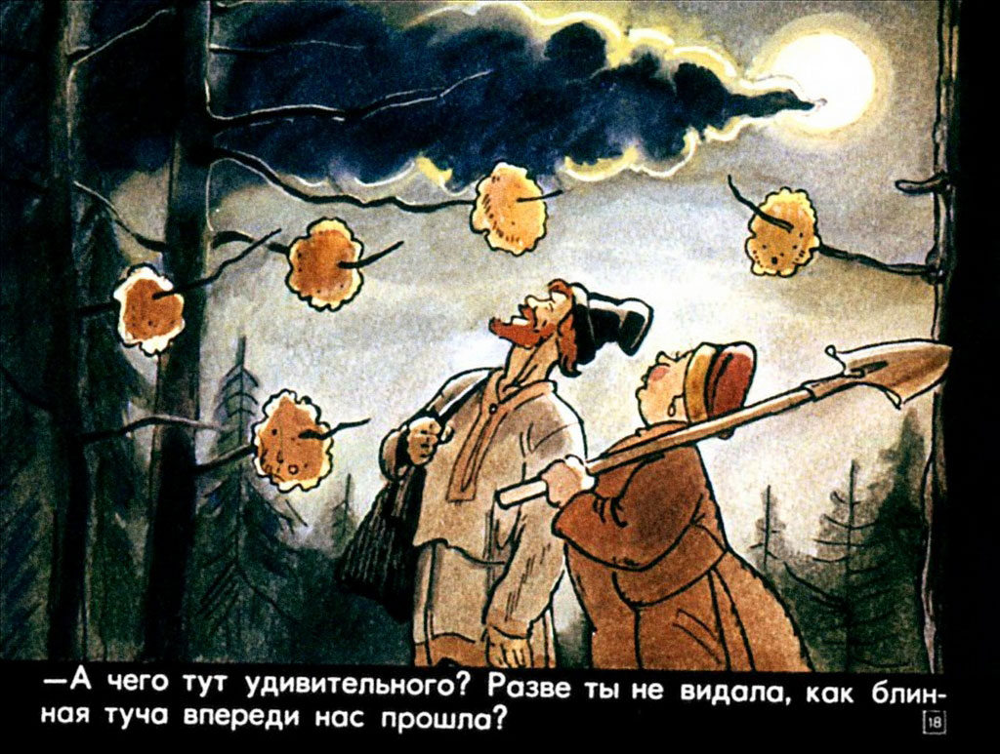 —А чего тут удивительного? Разве ты не видала, как блин-
ная туча впереди нас прошла?
18